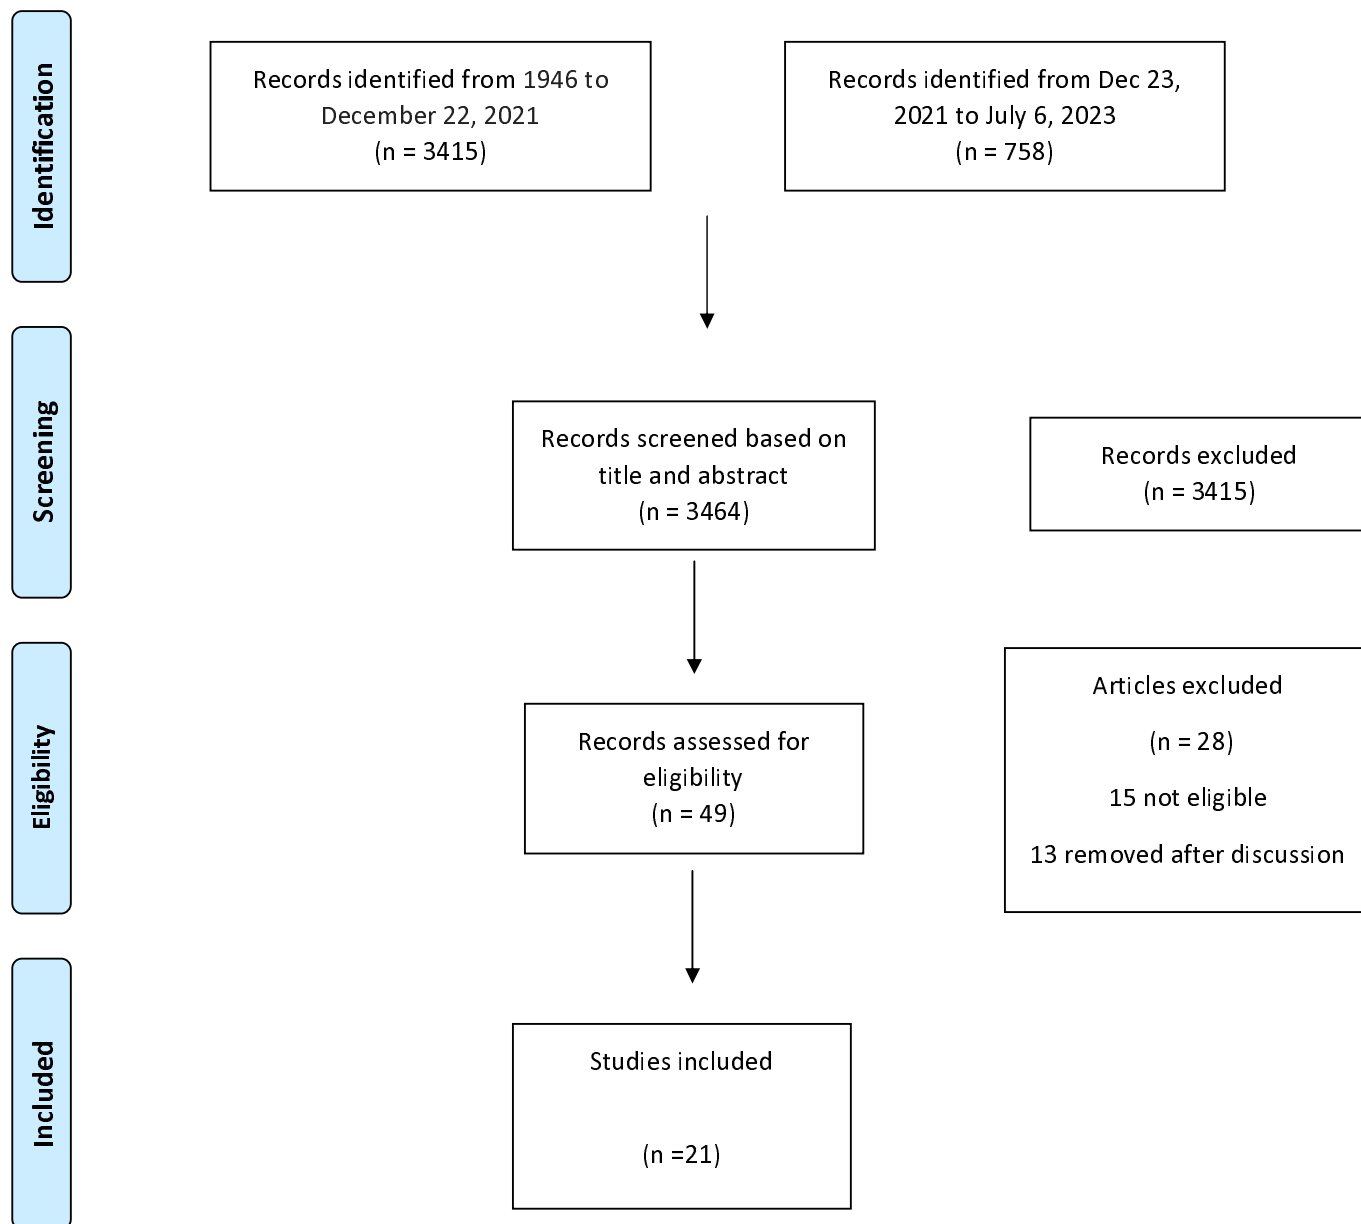 Identification
Records identified from 1946 to
December 22, 2021
(n = 3415)
Records identified from Dec 23,
2021 to July 6, 2023
(n = 758)
Screening
Records screened based on
title and abstract
(n = 3464)
Records excluded
(n = 3415)
Eligibility
Records assessed for
eligibility
(n = 49)
Articles excluded
(n = 28)
15 not eligible
13 removed after discussion
Included
Studies included
(n =21)